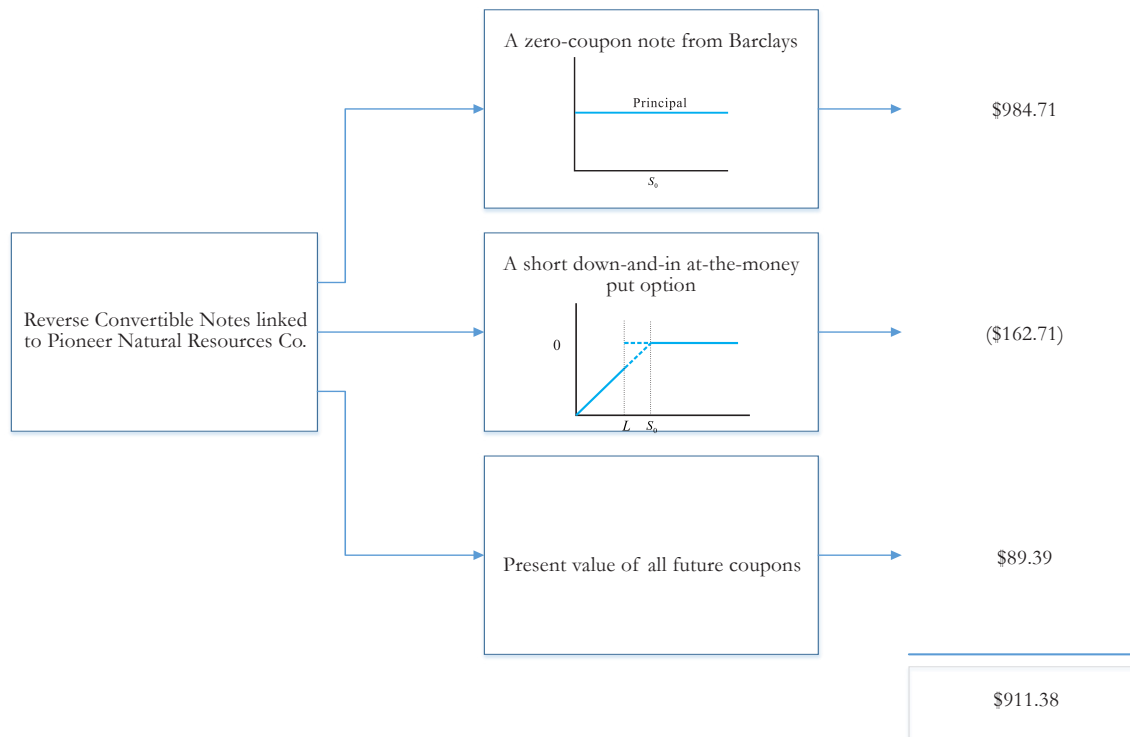 A zero-coupon note from Barclays
Principal
S₀
$984.71
Reverse Convertible Notes linked
to Pioneer Natural Resources Co.
A short down-and-in at-the-money
put option
0
L S₀
($162.71)
Present value of all future coupons
$89.39
$911.38